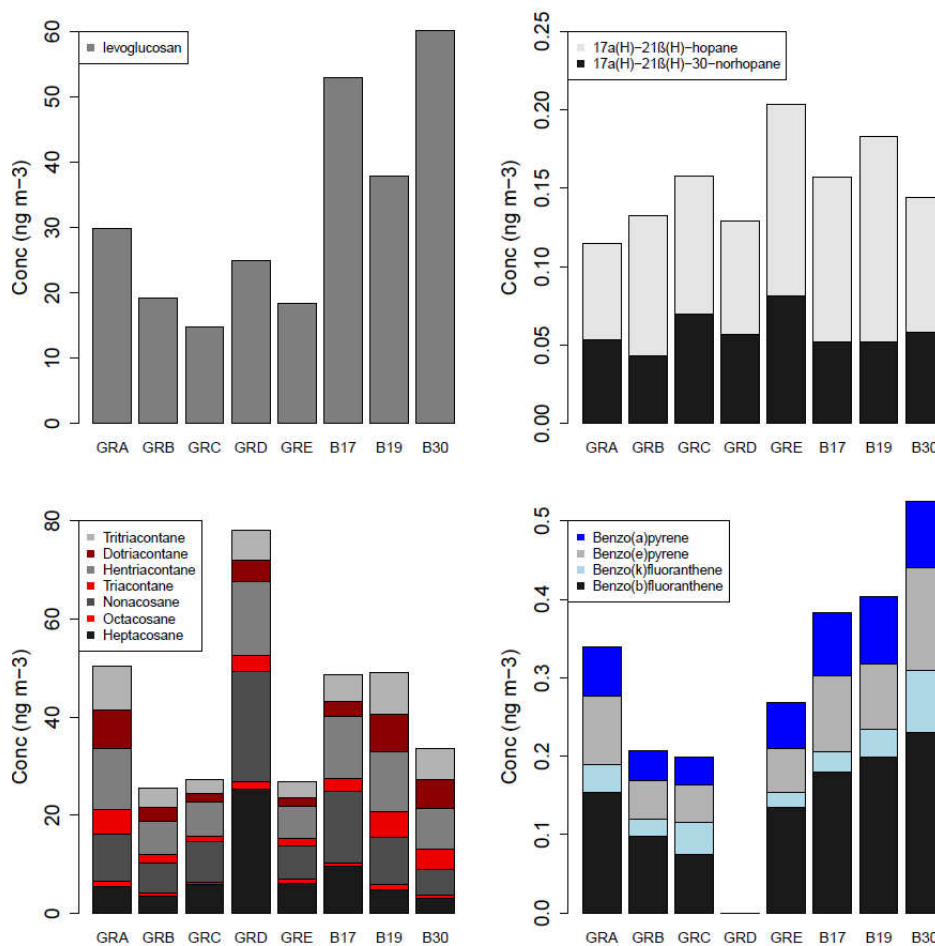 levoglucosan
Conc (ng m−3)
0
10
20
30
40
50
60
GRA GRB GRC GRD GRE B17 B19 B30
17a(H)−21ß(H)−hopane
17a(H)−21ß(H)−30−norhopane
Conc (ng m−3)
0.00
0.05
0.10
0.15
0.20
0.25
GRA GRB GRC GRD GRE B17 B19 B30
Tritriacontane
Dotriacontane
Hentriacontane
Triacontane
Nonacosane
Octacosane
Heptacosane
Conc (ng m−3)
0
20
40
60
80
GRA GRB GRC GRD GRE B17 B19 B30
Benzo(a)pyrene
Benzo(e)pyrene
Benzo(k)fluoranthene
Benzo(b)fluoranthene
Conc (ng m−3)
0.0
0.1
0.2
0.3
0.4
0.5
GRA GRB GRC GRD GRE B17 B19 B30